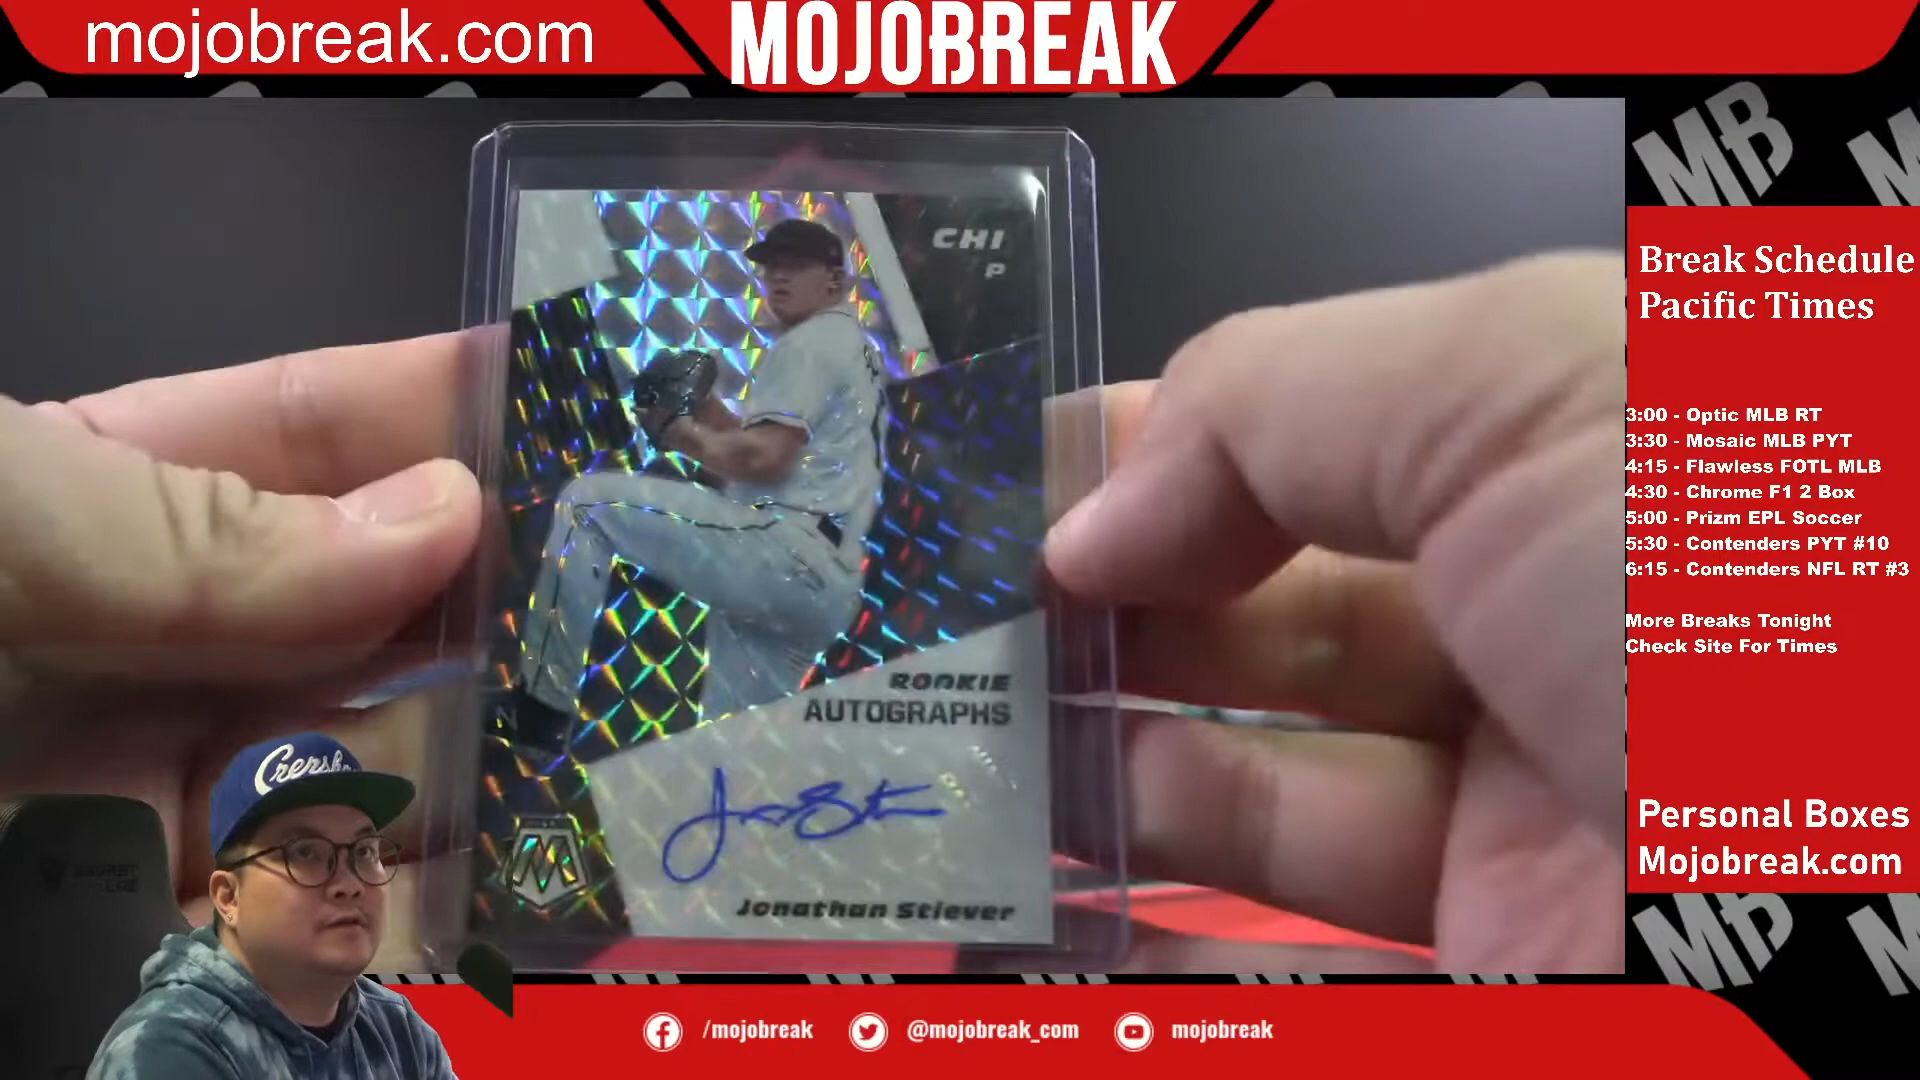 mojobreak.com
MOJOBREAK
MB
Break Schedule
Pacific Times
3:00 - Optic MLB RT
3:30 - Mosaic MLB PYT
4:15 - Flawless FOTL MLB
4:30 - Chrome F1 2 Box
5:00 - Prizm EPL Soccer
5:30 - Contenders PYT #10
6:15 - Contenders NFL RT #3
More Breaks Tonight
Check Site For Times
Personal Boxes
Mojobreak.com
MB
CHI
P
ROOKIE
AUTOGRAPHS
Jonathan Stiever
/mojobreak
@mojobreak_com
mojobreak